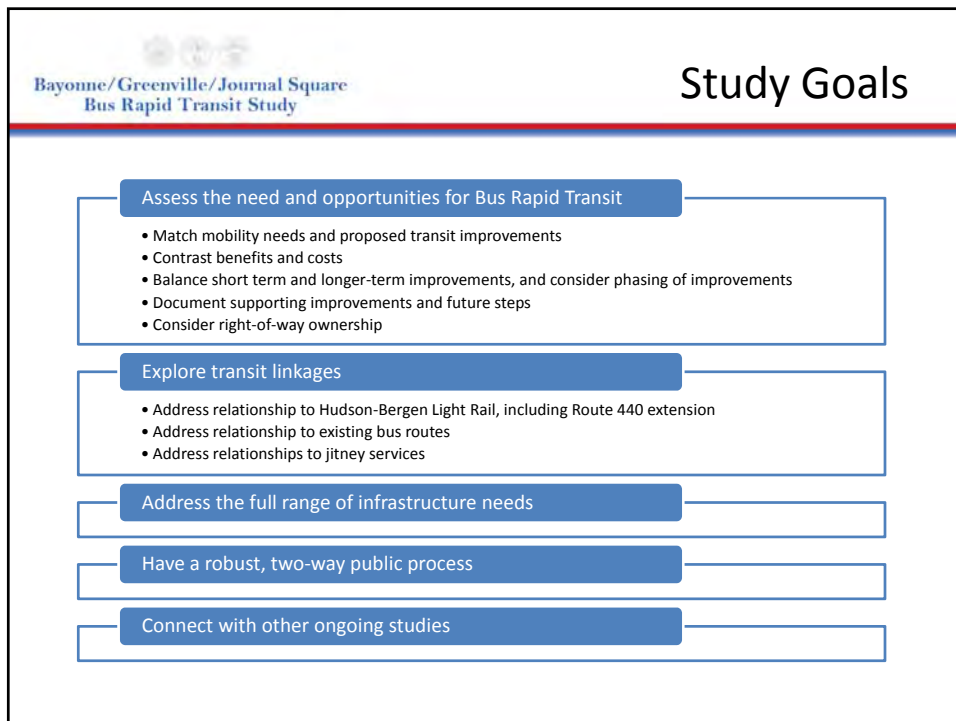 Bayonne/Greenville/Journal Square
Bus Rapid Transit Study
Study Goals
Assess the need and opportunities for Bus Rapid Transit
• Match mobility needs and proposed transit improvements
• Contrast benefits and costs
• Balance short term and longer-term improvements, and consider phasing of improvements
• Document supporting improvements and future steps
• Consider right-of-way ownership
Explore transit linkages
• Address relationship to Hudson-Bergen Light Rail, including Route 440 extension
• Address relationship to existing bus routes
• Address relationships to jitney services
Address the full range of infrastructure needs
Have a robust, two-way public process
Connect with other ongoing studies